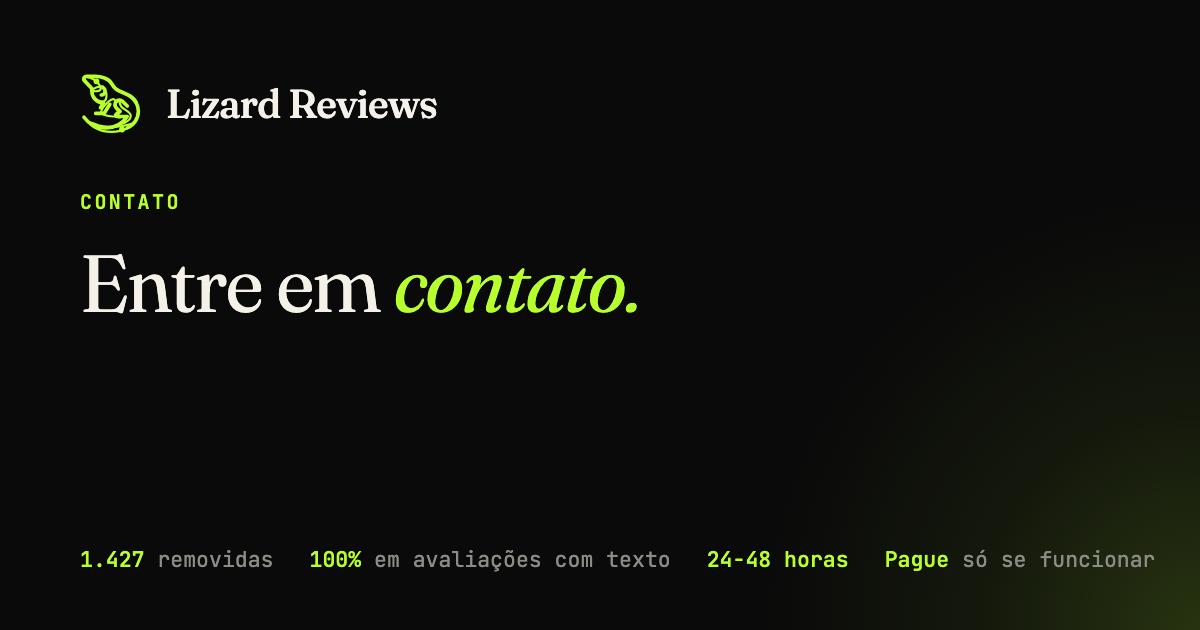 Lizard Reviews
CONTATO
Entre em contato.
1.427 removidas 100% em avaliações com texto 24-48 horas Pague só se funcionar